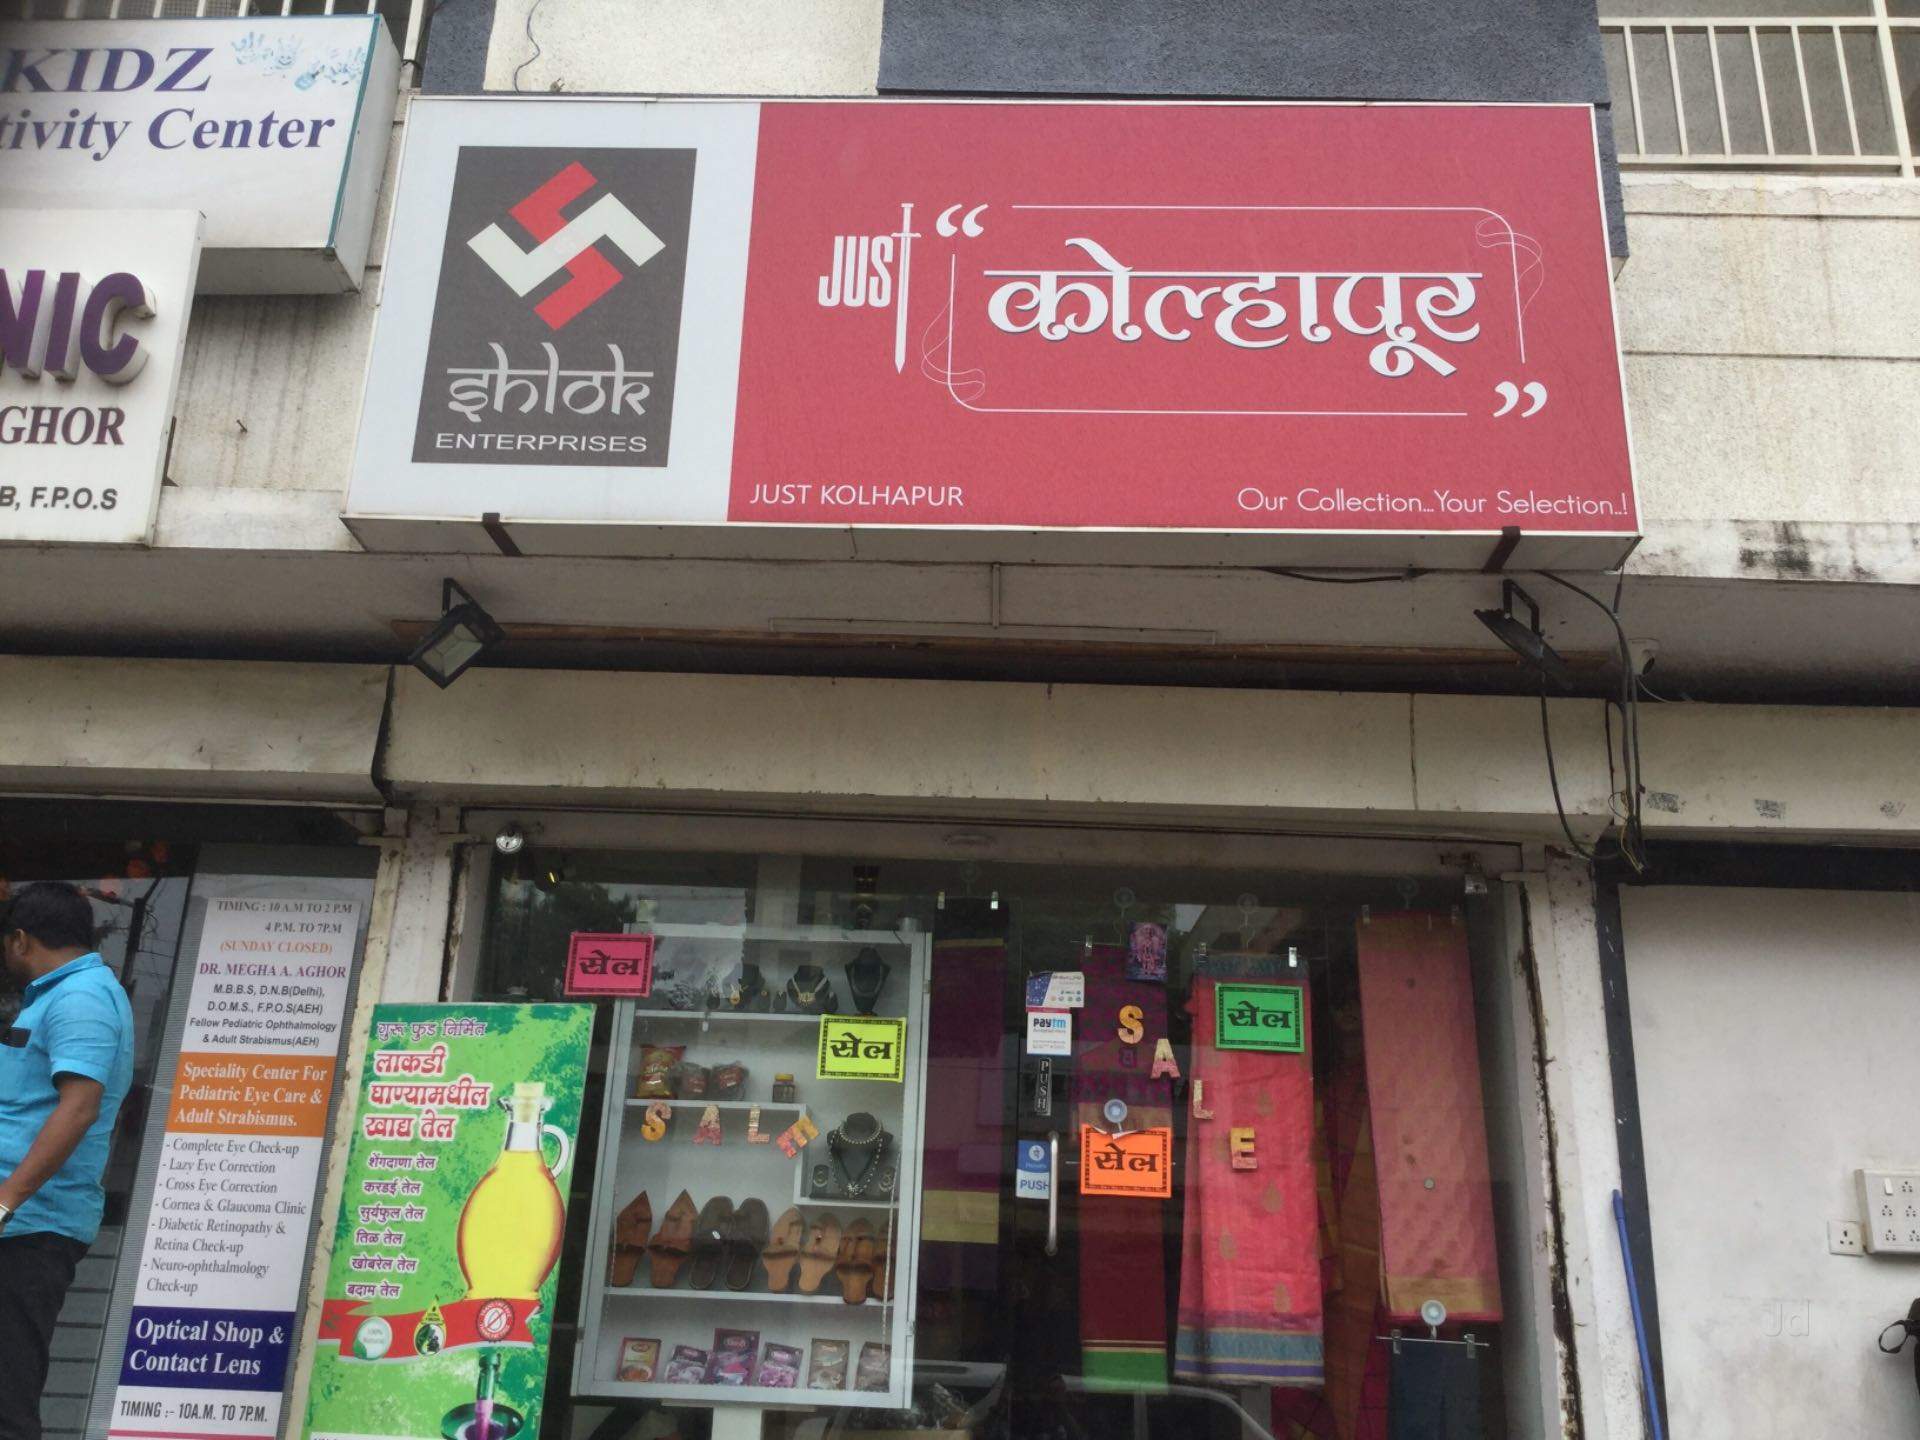 KIDZ
tivity Center
NIC
GHOR
B, F.P.O.S
shlok
ENTERPRISES
JUST
“कोल्हापूर”
JUST KOLHAPUR
Our Collection...Your Selection..!
TIMING : 10 A.M TO 2 P.M
4 P.M. TO 7P.M
(SUNDAY CLOSED)
DR. MEGHA A. AGHOR
M.B.B.S, D.N.B(Delhi),
D.O.M.S., F.P.O.S(AEH)
Fellow Pediatric Ophthalmology
& Adult Strabismus(AEH)
Speciality Center For
Pediatric Eye Care &
Adult Strabismus.
- Complete Eye Check-up
- Lazy Eye Correction
- Cross Eye Correction
- Cornea & Glaucoma Clinic
- Diabetic Retinopathy &
Retina Check-up
- Neuro-ophthalmology
Check-up
Optical Shop &
Contact Lens
TIMING :- 10A.M. TO 7P.M.
गुरू फुड निर्मित
लाकडी
घाण्यामधील
खाद्य तेल
शेंगदाणा तेल
करडई तेल
सुर्यफुल तेल
तिळ तेल
खोबरेल तेल
बदाम तेल
100%
सेल
सेल
SALE
paytm
PUSH
PUSH
SALE
सेल
सेल
Jd